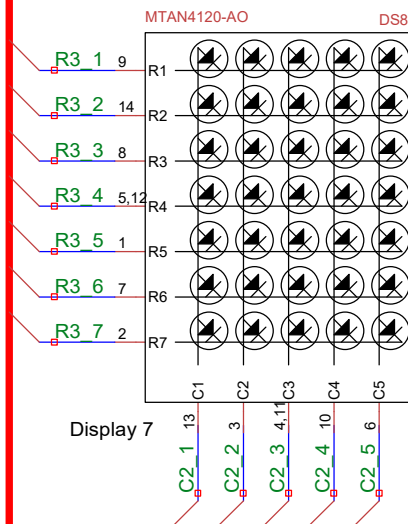 MTAN4120-AO DS8
R3_1 9 R1
R3_2 14 R2
R3_3 8 R3
R3_4 5,12 R4
R3_5 1 R5
R3_6 7 R6
R3_7 2 R7
C1 C2 C3 C4 C5
13 3 4,11 10 6
Display 7
C2_1 C2_2 C2_3 C2_4 C2_5